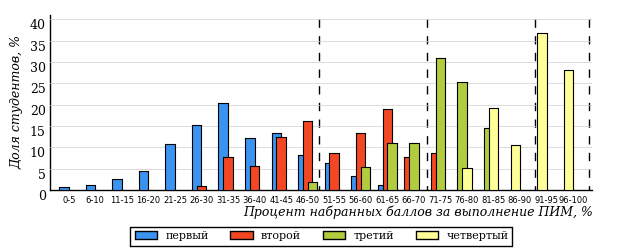 40
35
30
25
20
15
10
5
0
Доля студентов, %
0-5 6-10 11-15 16-20 21-25 26-30 31-35 36-40 41-45 46-50 51-55 56-60 61-65 66-70 71-75 76-80 81-85 86-90 91-95 96-100
Процент набранных баллов за выполнение ПИМ, %
первый второй третий четвертый